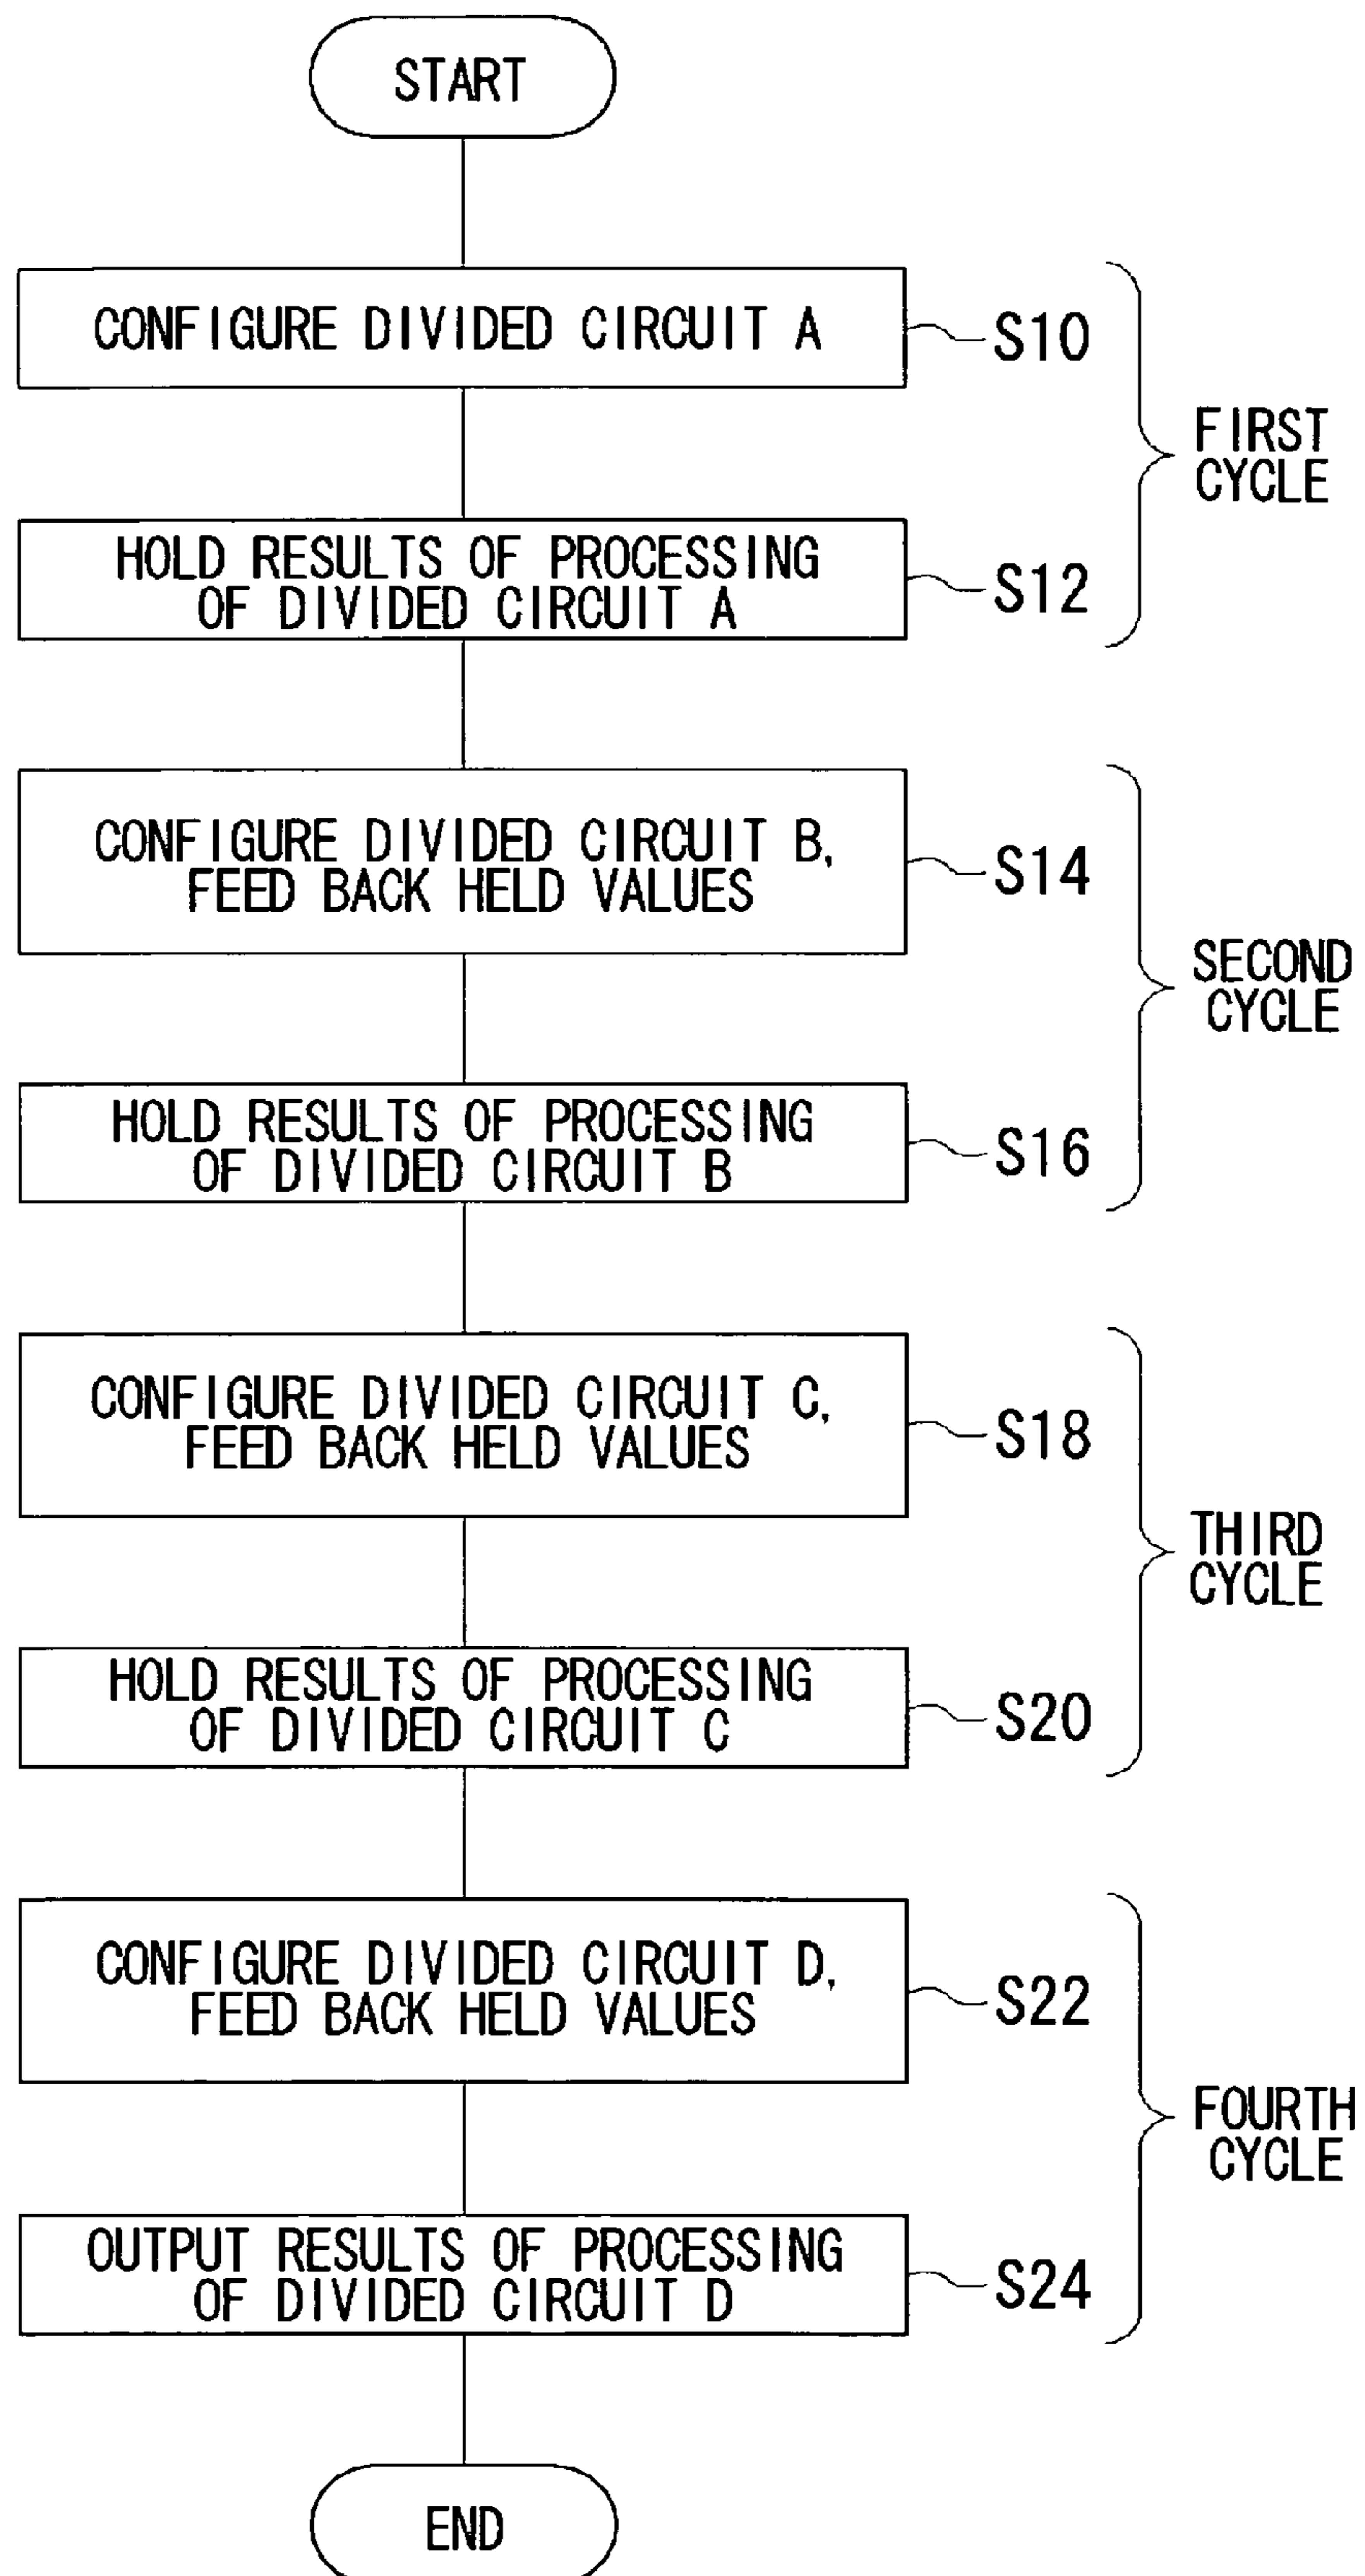 START
CONFIGURE DIVIDED CIRCUIT A
S10
FIRST
CYCLE
HOLD RESULTS OF PROCESSING
OF DIVIDED CIRCUIT A
S12
CONFIGURE DIVIDED CIRCUIT B,
FEED BACK HELD VALUES
S14
SECOND
CYCLE
HOLD RESULTS OF PROCESSING
OF DIVIDED CIRCUIT B
S16
CONFIGURE DIVIDED CIRCUIT C,
FEED BACK HELD VALUES
S18
THIRD
CYCLE
HOLD RESULTS OF PROCESSING
OF DIVIDED CIRCUIT C
S20
CONFIGURE DIVIDED CIRCUIT D,
FEED BACK HELD VALUES
S22
FOURTH
CYCLE
OUTPUT RESULTS OF PROCESSING
OF DIVIDED CIRCUIT D
S24
END